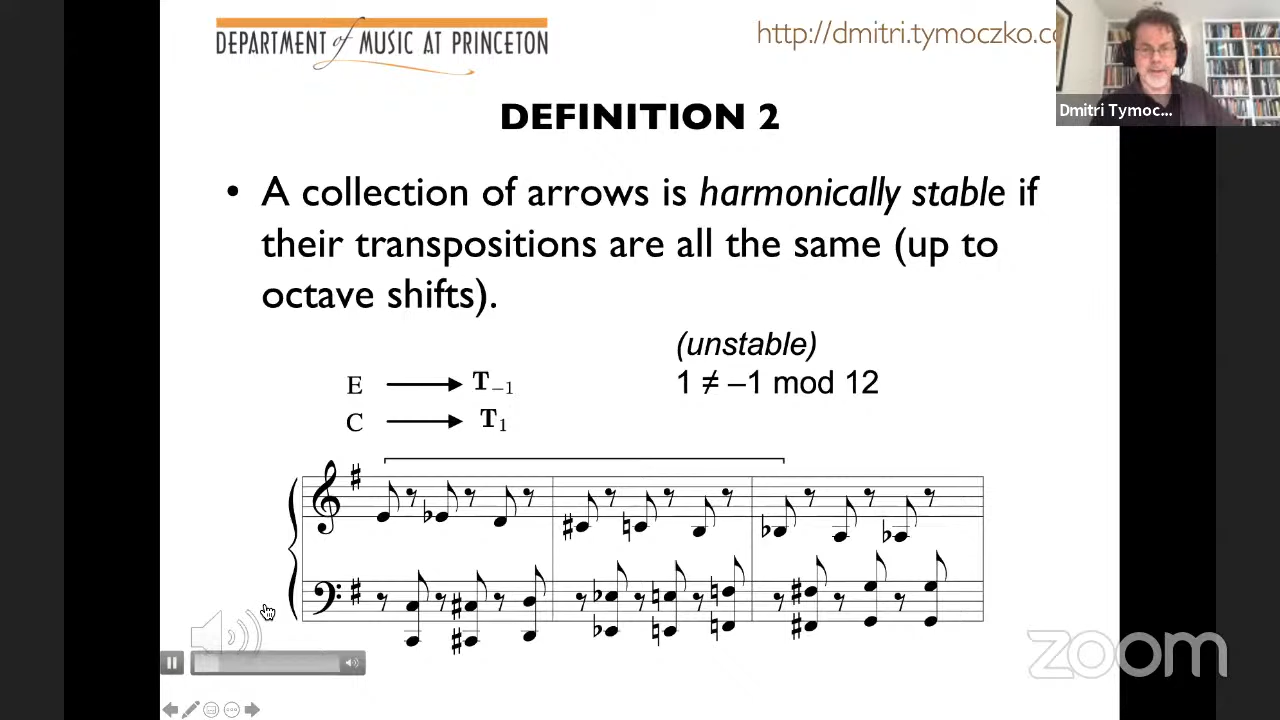 DEPARTMENT of MUSIC AT PRINCETON
http://dmitri.tymoczko.co
Dmitri Tymoc...
DEFINITION 2
• A collection of arrows is harmonically stable if
their transpositions are all the same (up to
octave shifts).
(unstable)
1 ≠ –1 mod 12
E ⟶ T₋₁
C ⟶ T₁
zoom